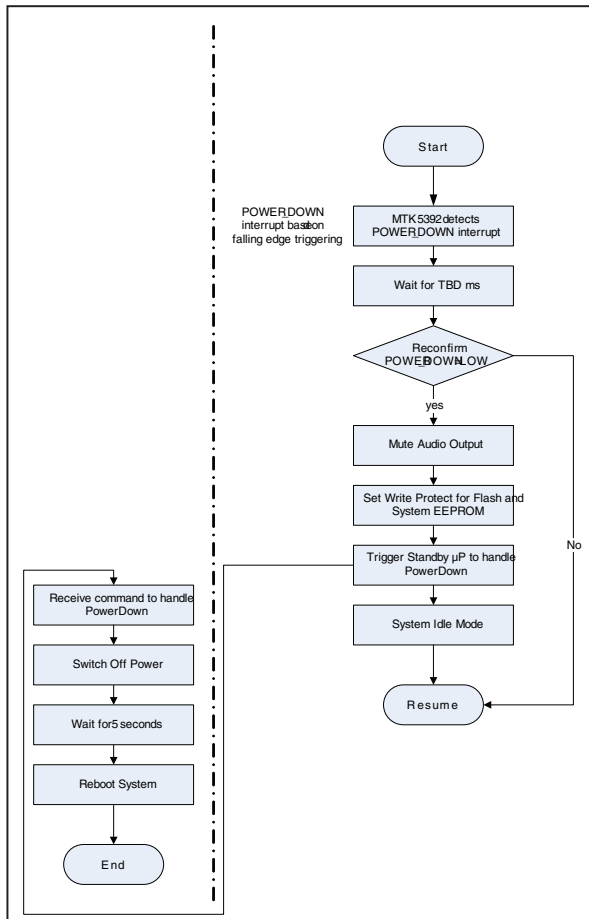 Start
POWER_DOWN
interrupt based on
falling edge triggering
MTK5392 detects
POWER_DOWN interrupt
Wait for TBD ms
Reconfirm
POWER_DOWN=LOW
yes
No
Mute Audio Output
Set Write Protect for Flash and
System EEPROM
Trigger Standby µP to handle
PowerDown
System Idle Mode
Resume
Receive command to handle
PowerDown
Switch Off Power
Wait for 5 seconds
Reboot System
End